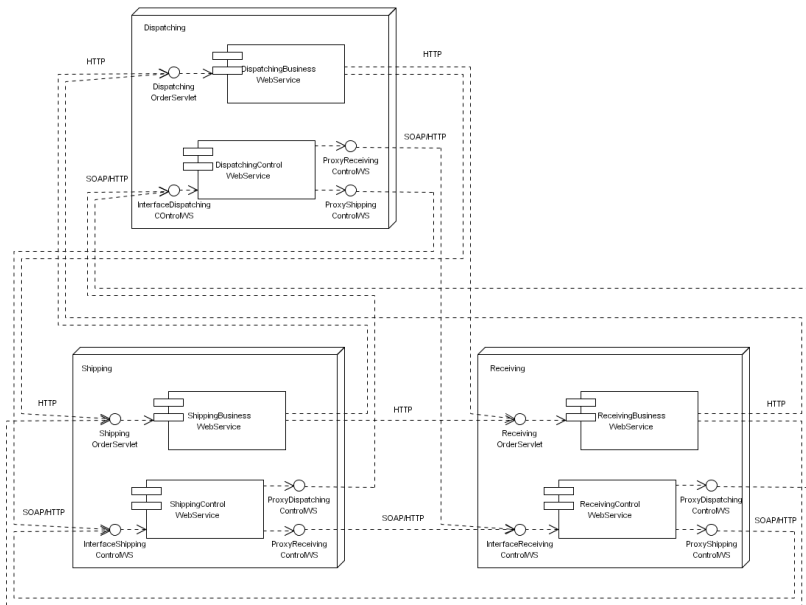 Dispatching
HTTP
HTTP
DispatchingBusiness
WebService
Dispatching
OrderServlet
SOAP/HTTP
DispatchingControl
WebService
ProxyReceiving
ControlWS
SOAP/HTTP
InterfaceDispatching
COntrolWS
ProxyShipping
ControlWS
Shipping
Receiving
HTTP
ShippingBusiness
WebService
HTTP
ReceivingBusiness
WebService
HTTP
Shipping
OrderServlet
Receiving
OrderServlet
ShippingControl
WebService
ProxyDispatching
ControlWS
ReceivingControl
WebService
ProxyDispatching
ControlWS
SOAP/HTTP
SOAP/HTTP
SOAP/HTTP
InterfaceShipping
ControlWS
ProxyReceiving
ControlWS
InterfaceReceiving
ControlWS
ProxyShipping
ControlWS